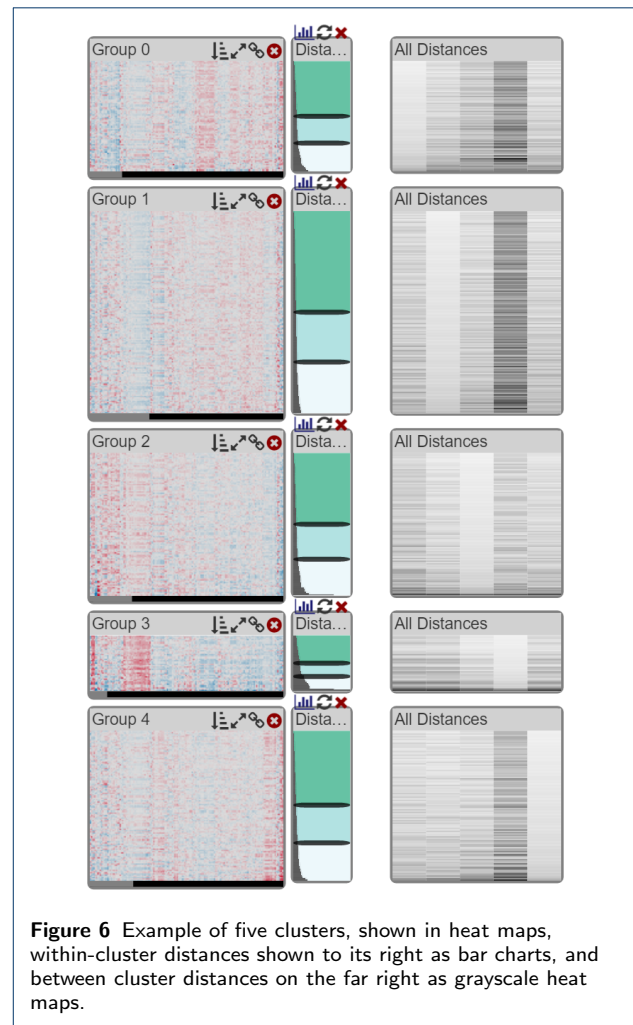 Group 0 Dista... All Distances
Group 1 Dista... All Distances
Group 2 Dista... All Distances
Group 3 Dista... All Distances
Group 4 Dista... All Distances
Figure 6 Example of five clusters, shown in heat maps,
within-cluster distances shown to its right as bar charts, and
between cluster distances on the far right as grayscale heat
maps.